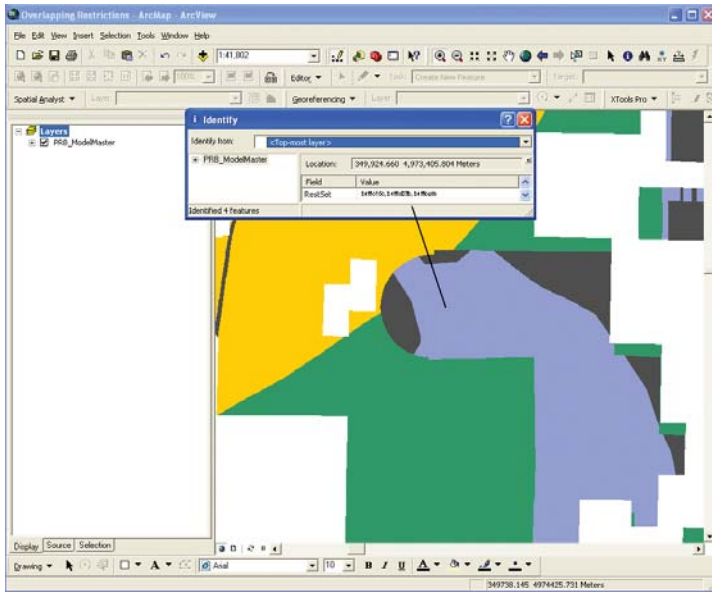 Overlapping Restrictions - ArcMap - ArcView
File Edit View Insert Selection Tools Window Help
1:41,802
100%
Editor
Task: Create New Feature
Target:
Spatial Analyst
Layer:
Georeferencing
Layer:
XTools Pro
Layers
PRB_ModelMaster
Identify
Identify from: <Top-most layer>
PRB_ModelMaster
Location: 349,924.660 4,973,405.804 Meters
Field Value
RestSet
Identified 4 features
Display Source Selection
Drawing
A
Arial
10
B I U A
349738.145 4974425.731 Meters